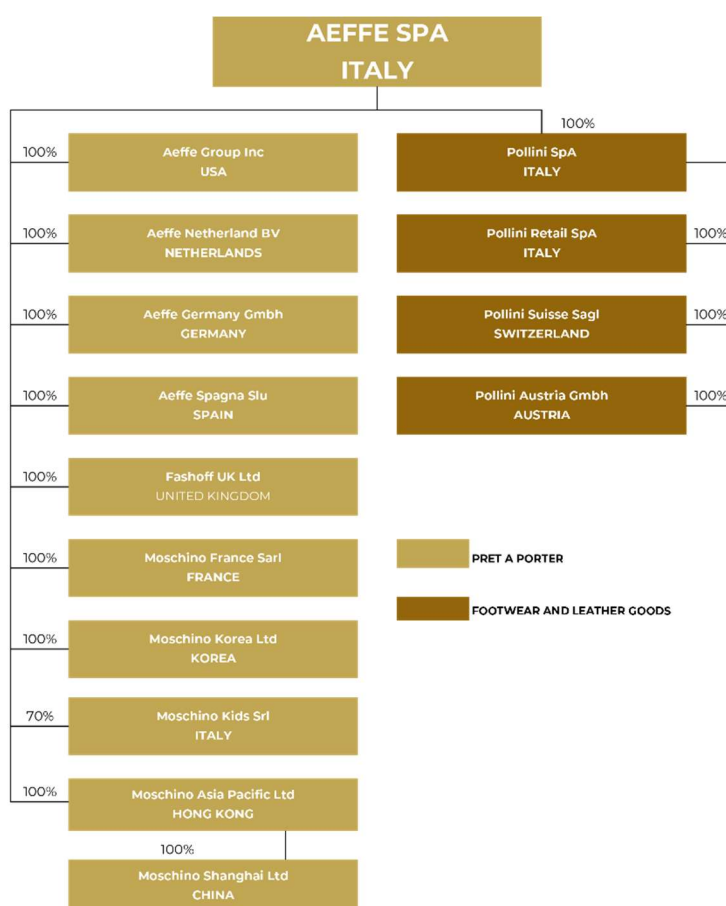 AEFFE SPA
ITALY
100%
100%
Aeffe Group Inc
USA
Pollini SpA
ITALY
100%
Aeffe Netherland BV
NETHERLANDS
Pollini Retail SpA
ITALY
100%
100%
Aeffe Germany Gmbh
GERMANY
Pollini Suisse Sagl
SWITZERLAND
100%
100%
Aeffe Spagna Slu
SPAIN
Pollini Austria Gmbh
AUSTRIA
100%
100%
Fashoff UK Ltd
UNITED KINGDOM
100%
Moschino France Sarl
FRANCE
PRET A PORTER
FOOTWEAR AND LEATHER GOODS
100%
Moschino Korea Ltd
KOREA
70%
Moschino Kids Srl
ITALY
100%
Moschino Asia Pacific Ltd
HONG KONG
100%
Moschino Shanghai Ltd
CHINA